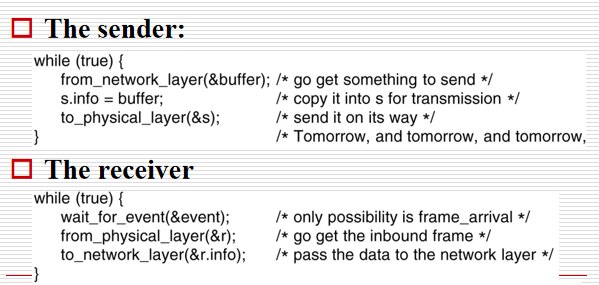 The sender:
while (true) {
from_network_layer(&buffer); /* go get something to send */
s.info = buffer; /* copy it into s for transmission */
to_physical_layer(&s); /* send it on its way */
} /* Tomorrow, and tomorrow, and tomorrow,
The receiver
while (true) {
wait_for_event(&event); /* only possibility is frame_arrival */
from_physical_layer(&r); /* go get the inbound frame */
to_network_layer(&r.info); /* pass the data to the network layer */
}